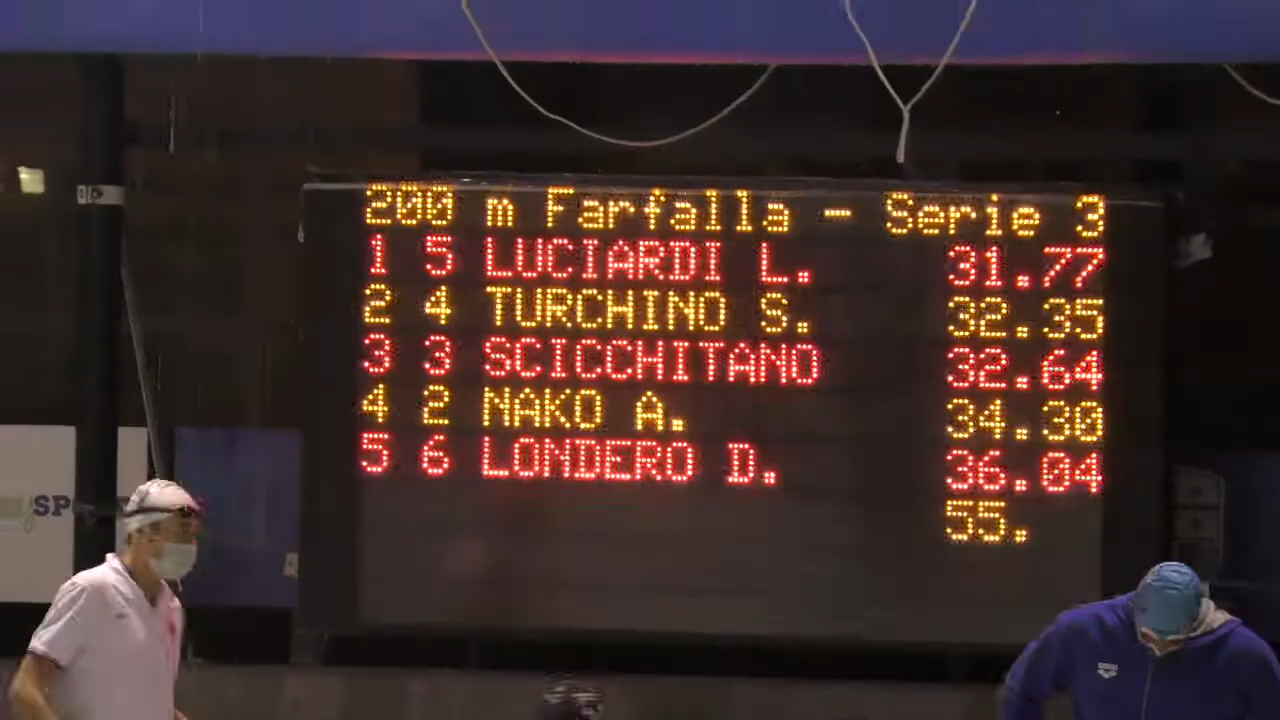 200 m Farfalla - Serie 3
1 5 LUCIARDI L. 31.77
2 4 TURCHINO S. 32.35
3 3 SCICCHITANO 32.64
4 2 NAKO A. 34.30
5 6 LONDERO D. 36.04
55.
arena